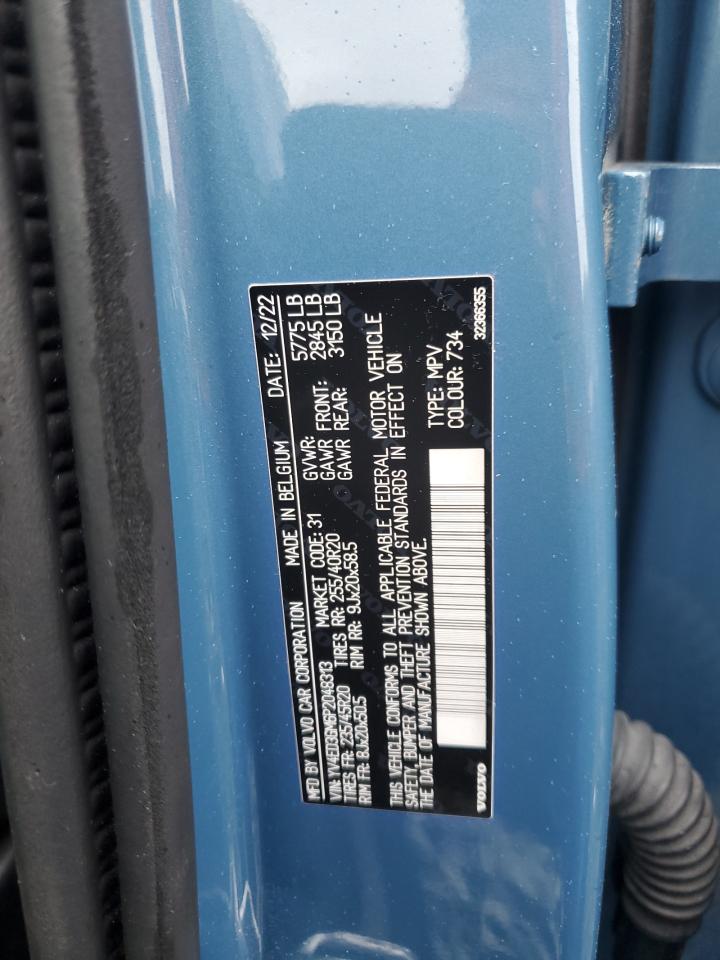 MFD BY VOLVO CAR CORPORATION MADE IN BELGIUM DATE: 12/22
VIN: YV4ED3GM6P2048313 MARKET CODE: 31 GVWR: 5775 LB
TIRES FR: 235/45R20 TIRES RR: 255/40R20 GAWR FRONT: 2845 LB
RIM FR: 8Jx20x50.5 RIM RR: 9Jx20x58.5 GAWR REAR: 3150 LB
THIS VEHICLE CONFORMS TO ALL APPLICABLE FEDERAL MOTOR VEHICLE
SAFETY, BUMPER AND THEFT PREVENTION STANDARDS IN EFFECT ON
THE DATE OF MANUFACTURE SHOWN ABOVE.
TYPE: MPV
COLOUR: 734
VOLVO 32366355